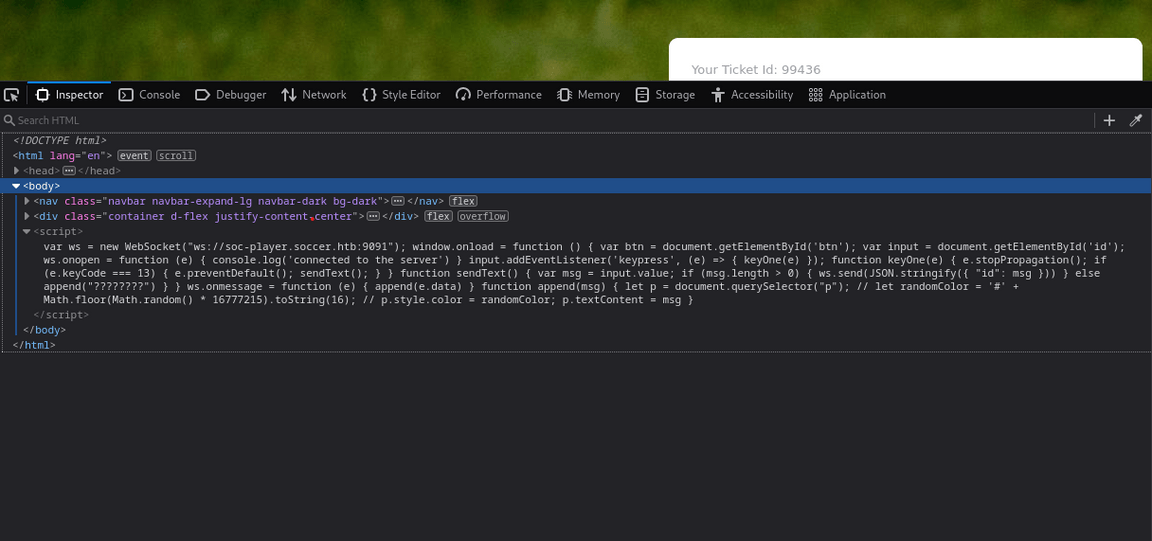 Your Ticket Id: 99436
Inspector Console Debugger Network Style Editor Performance Memory Storage Accessibility Application
Search HTML
<!DOCTYPE html>
<html lang="en"> event scroll
<head> ••• </head>
<body>
<nav class="navbar navbar-expand-lg navbar-dark bg-dark"> ••• </nav> flex
<div class="container d-flex justify-content-center"> ••• </div> flex overflow
<script>
var ws = new WebSocket("ws://soc-player.soccer.htb:9091"); window.onload = function () { var btn = document.getElementById('btn'); var input = document.getElementById('id');
ws.onopen = function (e) { console.log('connected to the server') } input.addEventListener('keypress', (e) => { keyOne(e) }); function keyOne(e) { e.stopPropagation(); if
(e.keyCode === 13) { e.preventDefault(); sendText(); } } function sendText() { var msg = input.value; if (msg.length > 0) { ws.send(JSON.stringify({ "id": msg })) } else
append("????????") } } ws.onmessage = function (e) { append(e.data) } function append(msg) { let p = document.querySelector("p"); // let randomColor = '#' +
Math.floor(Math.random() * 16777215).toString(16); // p.style.color = randomColor; p.textContent = msg }
</script>
</body>
</html>